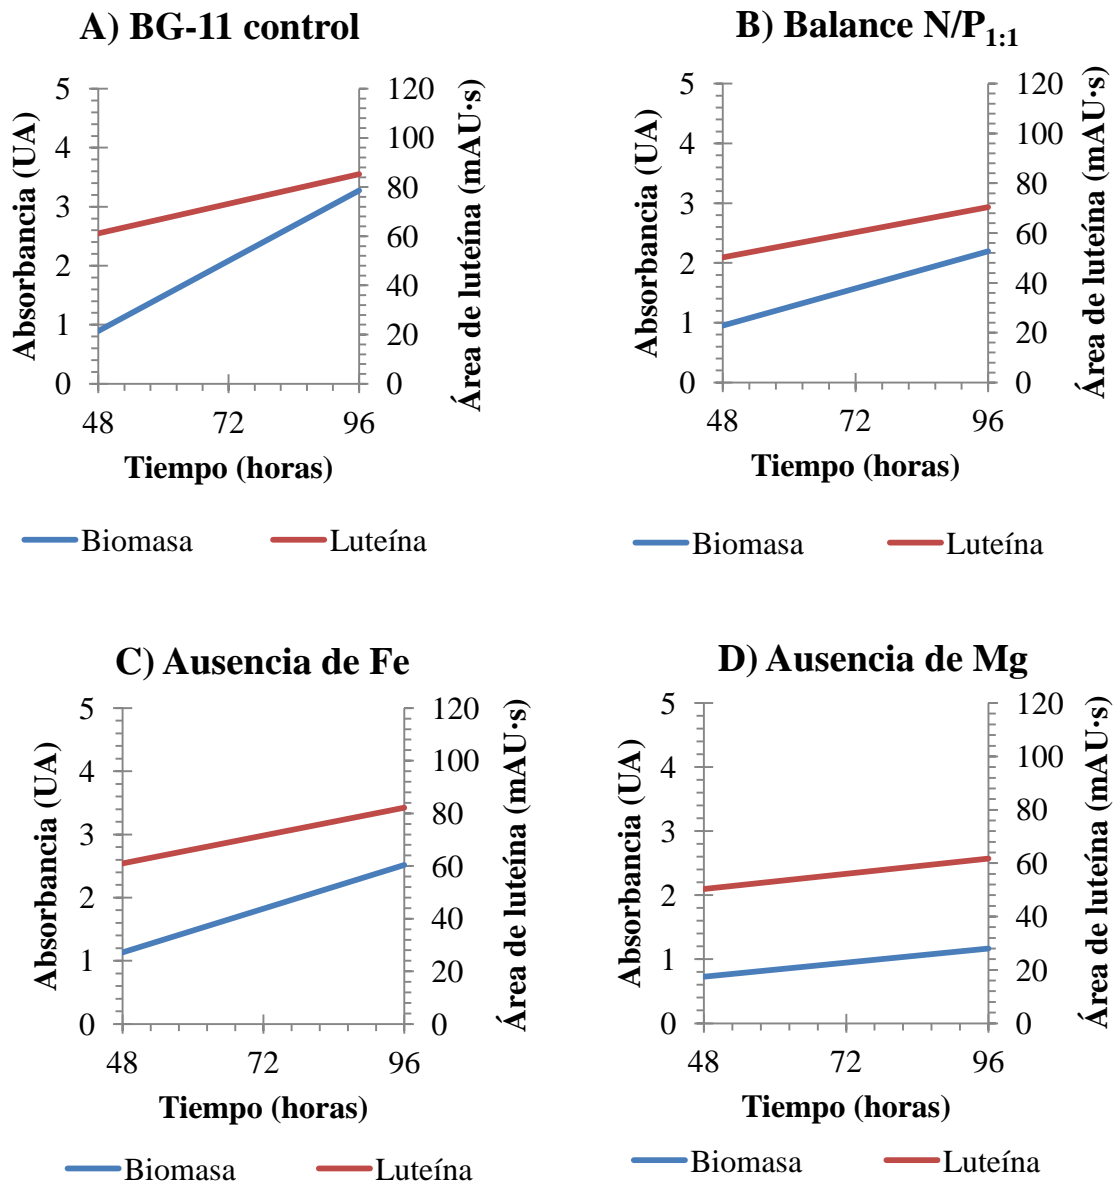 A) BG-11 control
Absorbancia (UA)
5
4
3
2
1
0
120
100
80
60
40
20
0
Área de luteína (mAU·s)
48 72 96
Tiempo (horas)
Biomasa Luteína
B) Balance N/P1:1
Absorbancia (UA)
5
4
3
2
1
0
120
100
80
60
40
20
0
Área de luteína (mAU·s)
48 72 96
Tiempo (horas)
Biomasa Luteína
C) Ausencia de Fe
Absorbancia (UA)
5
4
3
2
1
0
120
100
80
60
40
20
0
Área de luteína (mAU·s)
48 72 96
Tiempo (horas)
Biomasa Luteína
D) Ausencia de Mg
Absorbancia (UA)
5
4
3
2
1
0
120
100
80
60
40
20
0
Área de luteína (mAU·s)
48 72 96
Tiempo (horas)
Biomasa Luteína